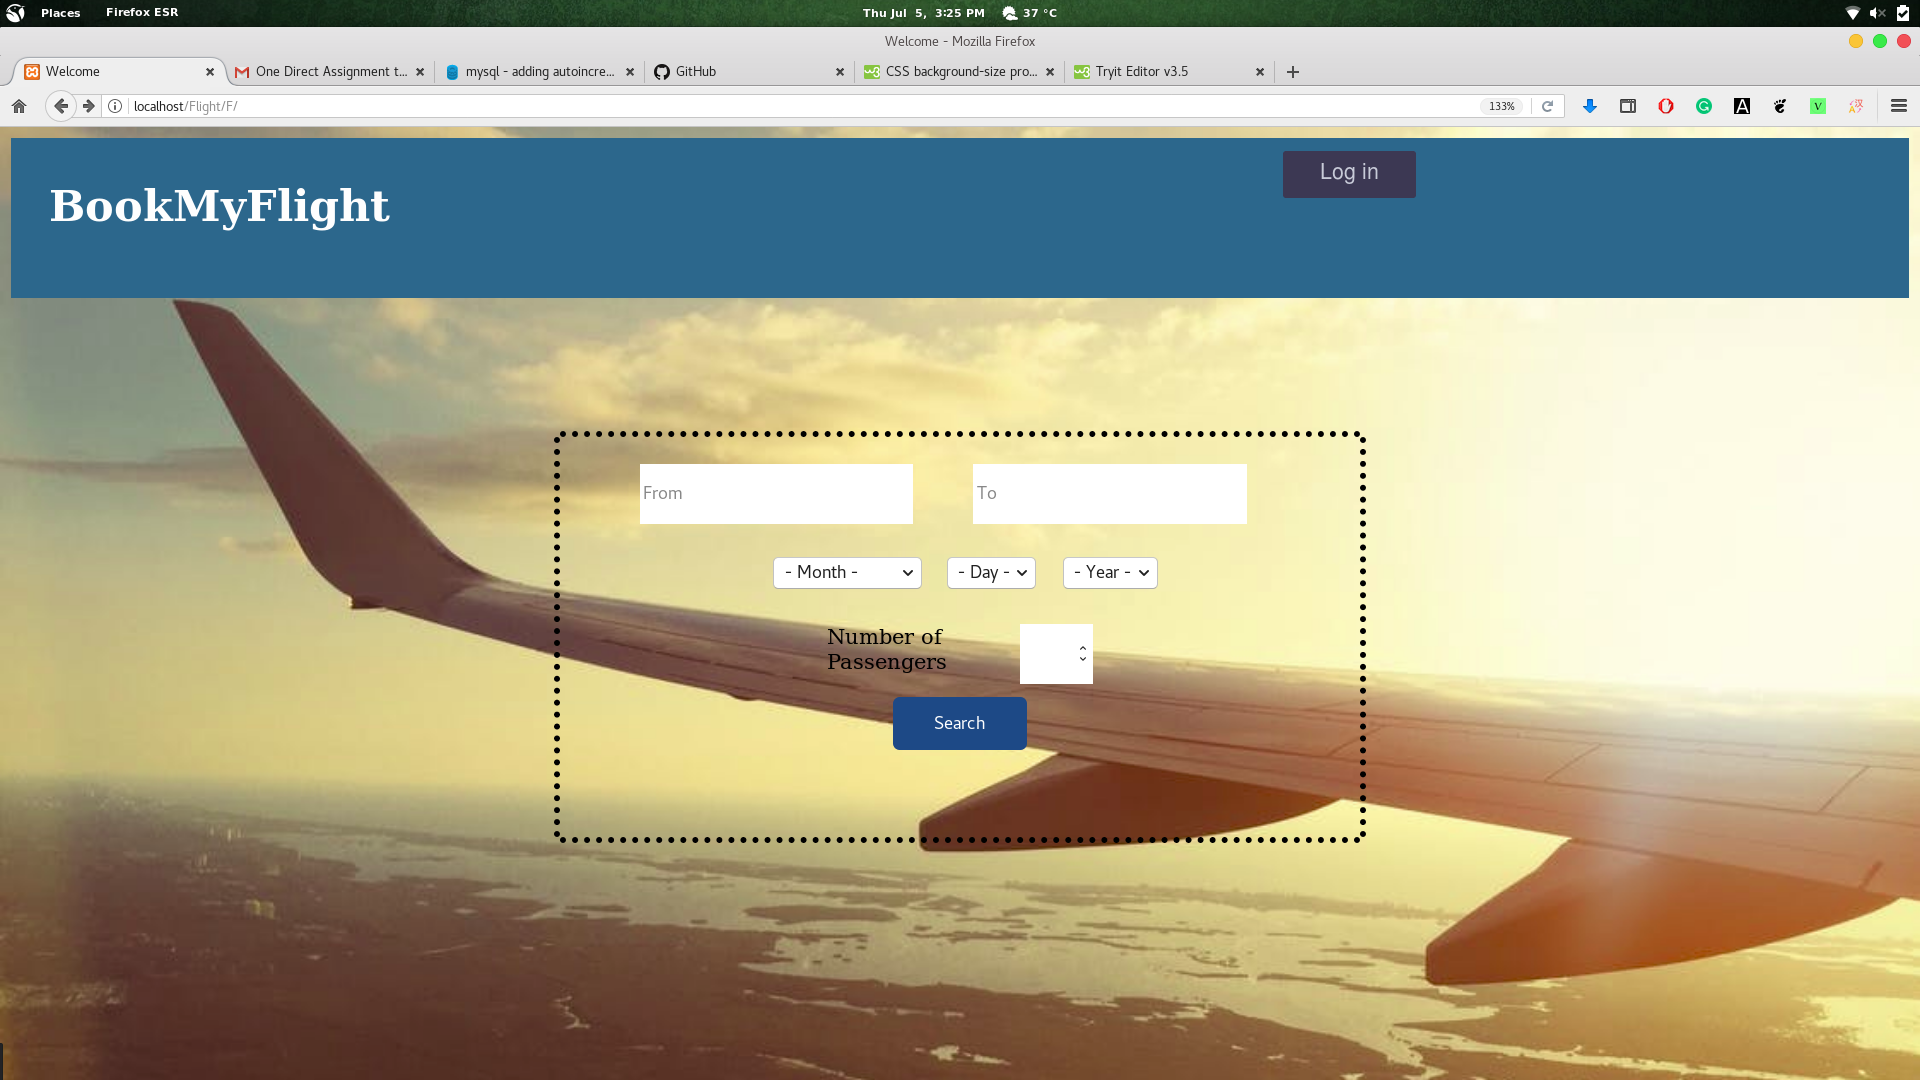 Places Firefox ESR Thu Jul 5, 3:25 PM 37 °C
Welcome - Mozilla Firefox
Welcome One Direct Assignment t... mysql - adding autoincre... GitHub CSS background-size pro... Tryit Editor v3.5
localhost/Flight/F/ 133%
Log in
BookMyFlight
From To
- Month - - Day - - Year -
Number of
Passengers
Search